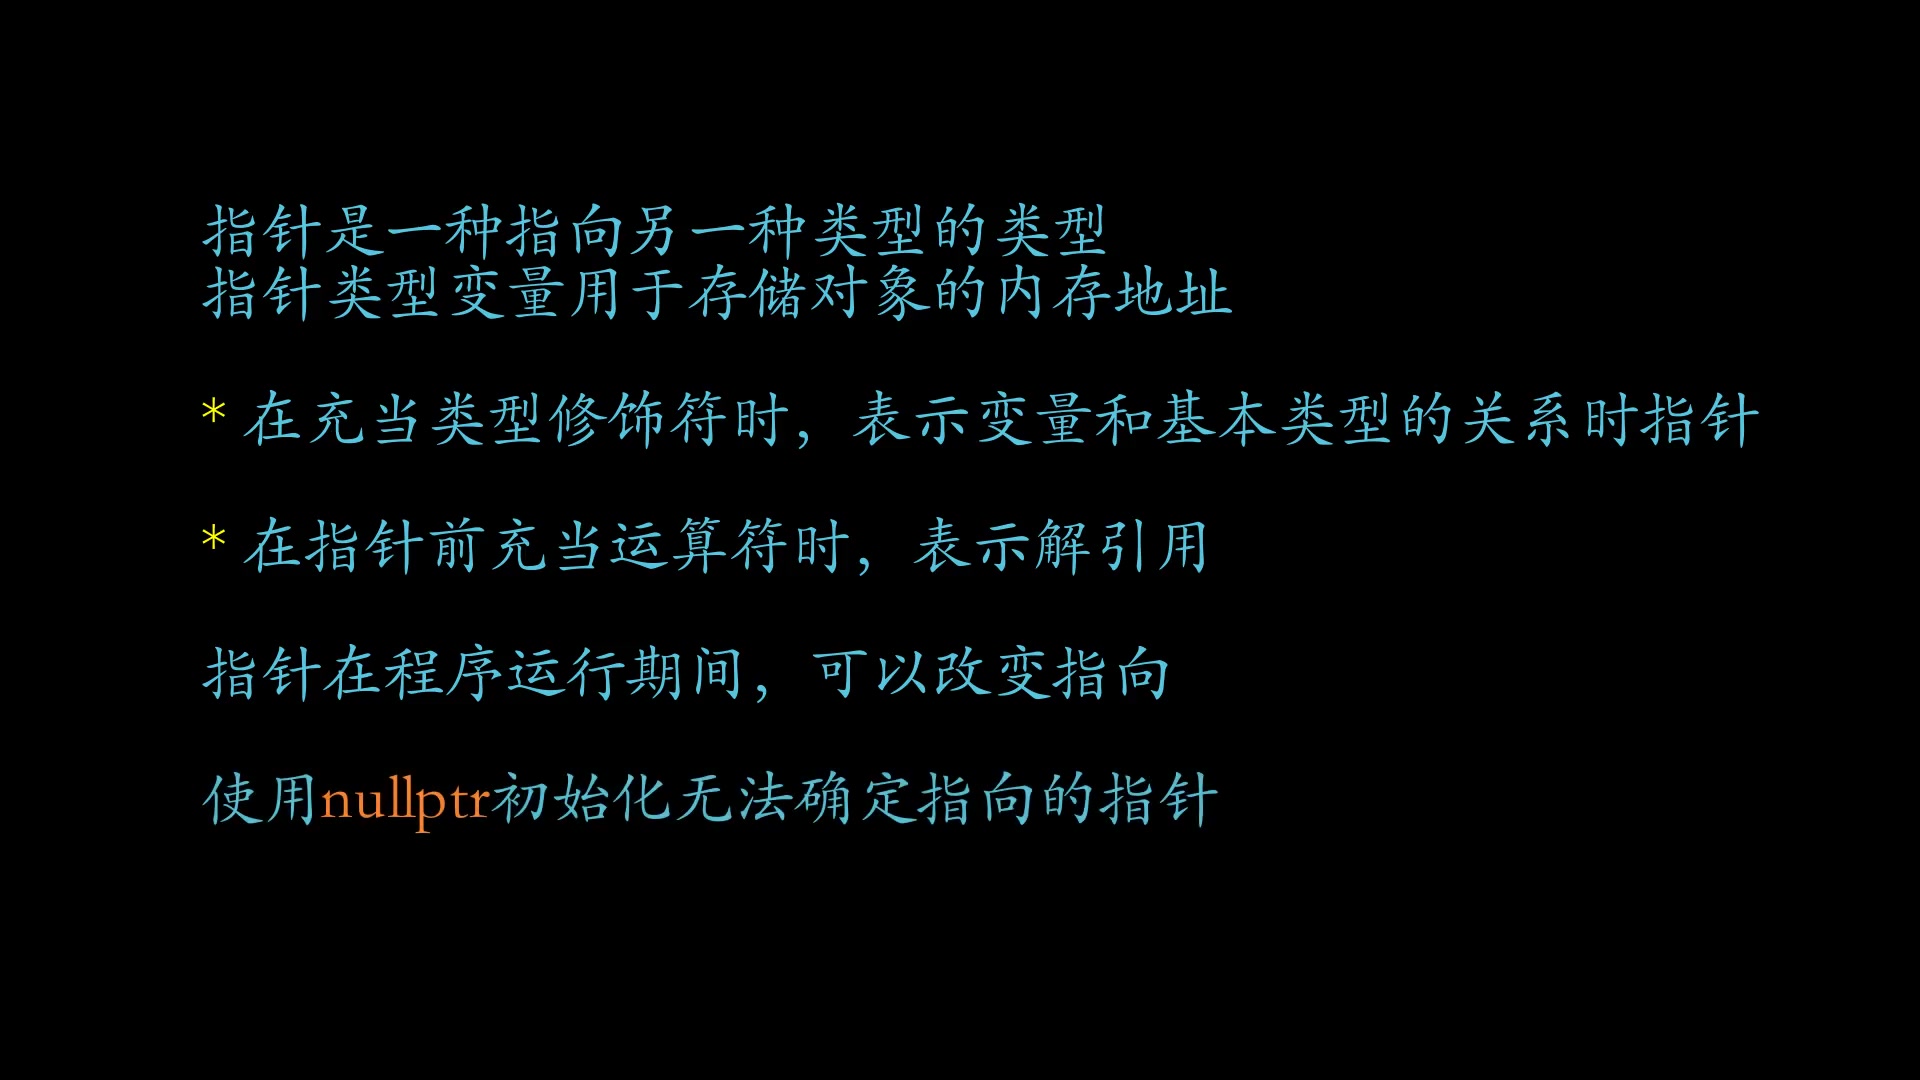 指针是一种指向另一种类型的类型
指针类型变量用于存储对象的内存地址
* 在充当类型修饰符时，表示变量和基本类型的关系时指针
* 在指针前充当运算符时，表示解引用
指针在程序运行期间，可以改变指向
使用nullptr初始化无法确定指向的指针